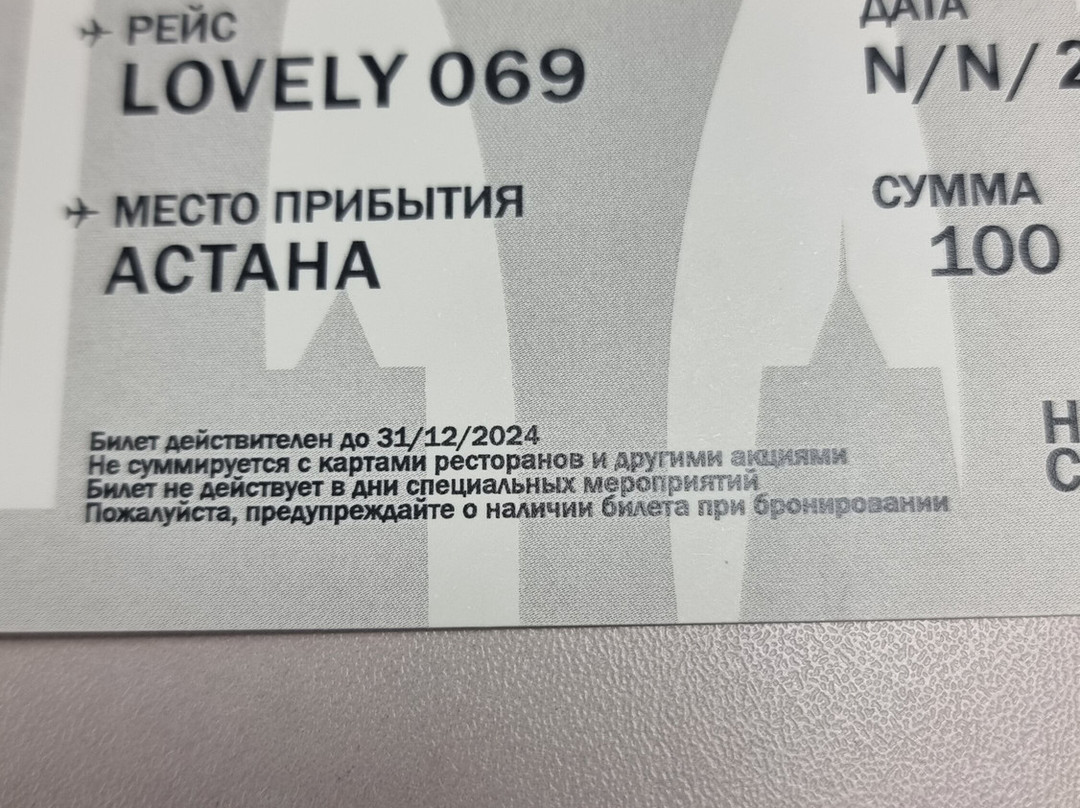 РЕЙС
LOVELY 069
ДАТА
N/N/2
МЕСТО ПРИБЫТИЯ
АСТАНА
СУММА
100
Билет действителен до 31/12/2024
Не суммируется с картами ресторанов и другими акциями
Билет не действует в дни специальных мероприятий
Пожалуйста, предупреждайте о наличии билета при бронировании